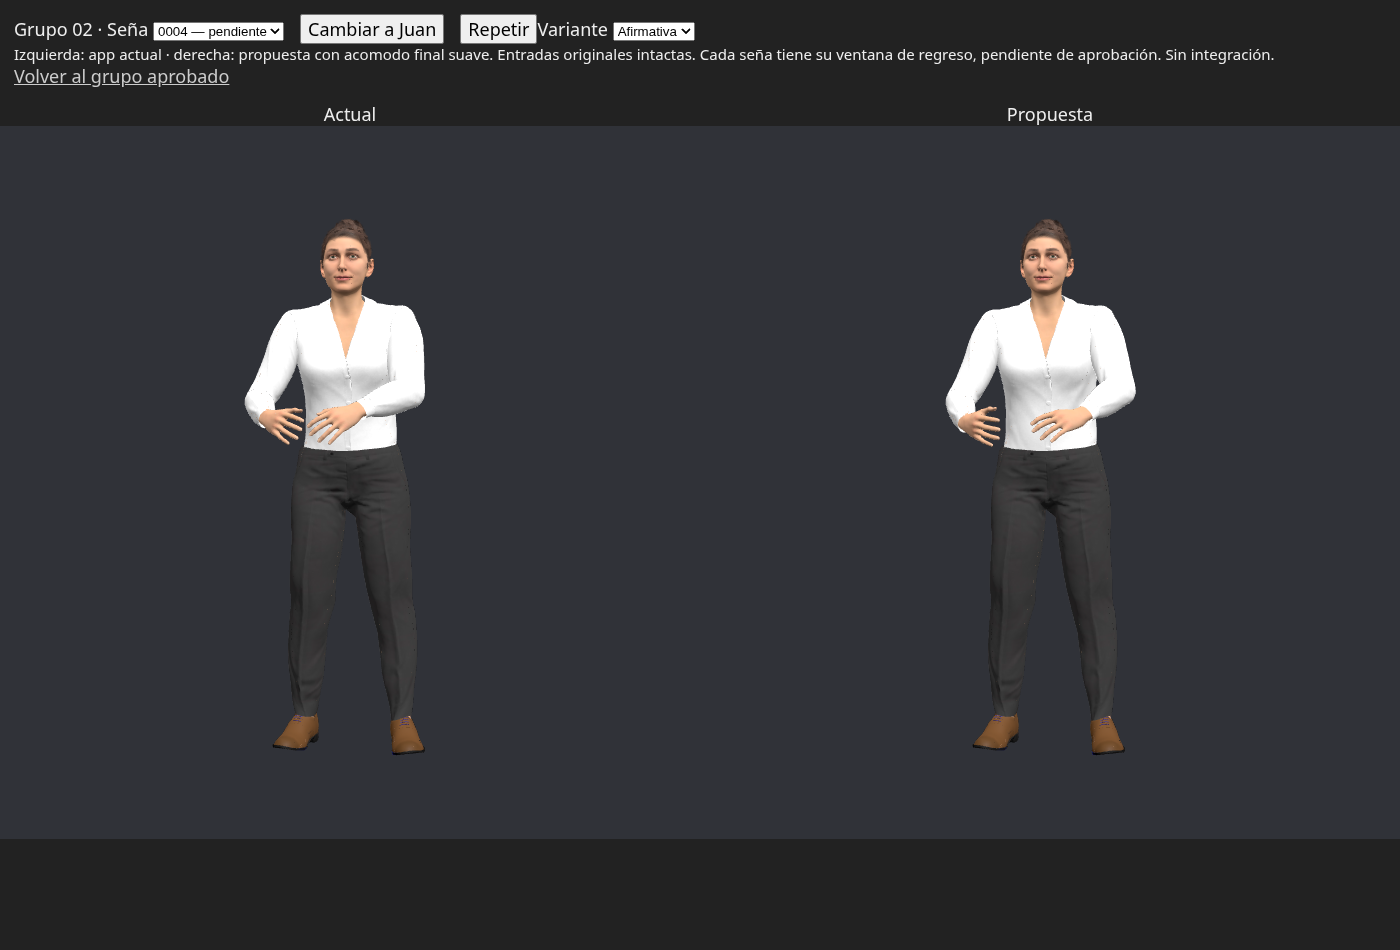 Grupo 02 · Seña 0004 — pendiente Cambiar a Juan Repetir Variante Afirmativa
Izquierda: app actual · derecha: propuesta con acomodo final suave. Entradas originales intactas. Cada seña tiene su ventana de regreso, pendiente de aprobación. Sin integración.
Volver al grupo aprobado
Actual
Propuesta